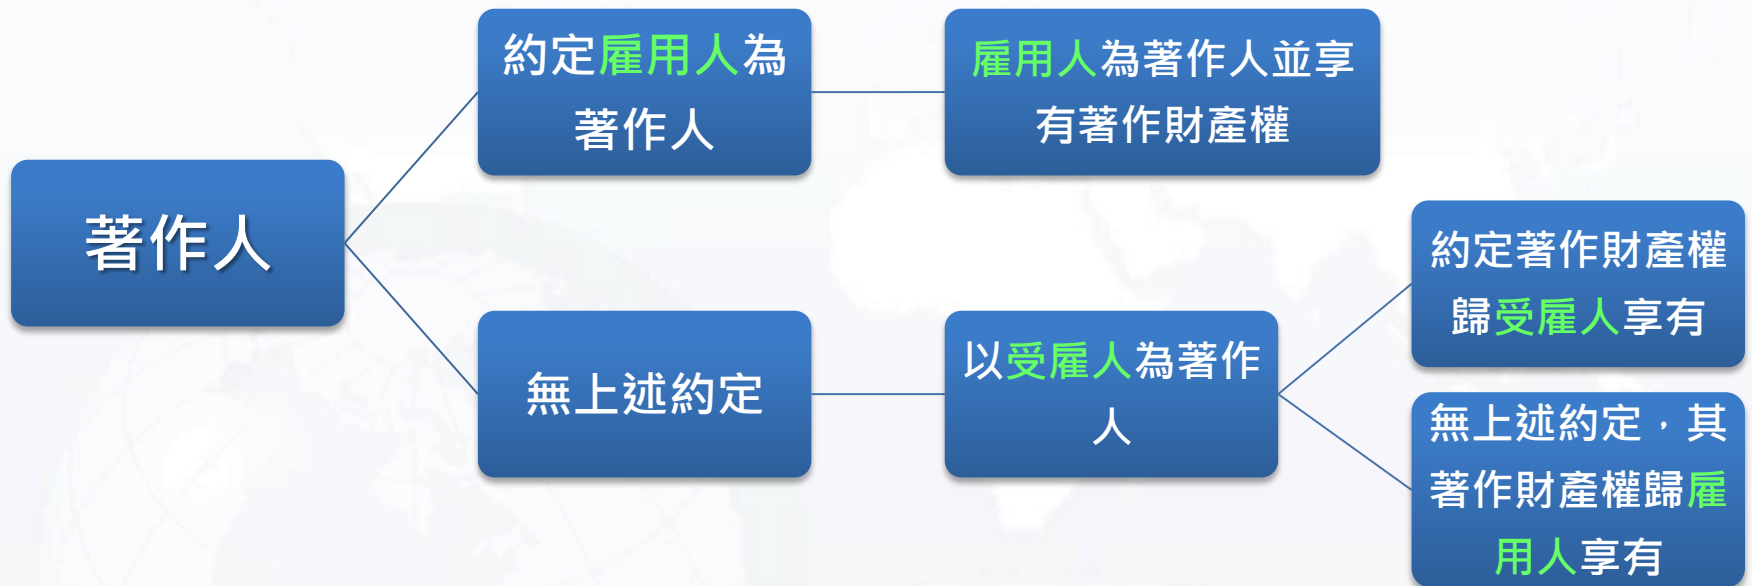 著作人
約定雇用人為
著作人
雇用人為著作人並享
有著作財產權
無上述約定
以受雇人為著作
人
約定著作財產權
歸受雇人享有
無上述約定，其
著作財產權歸雇
用人享有